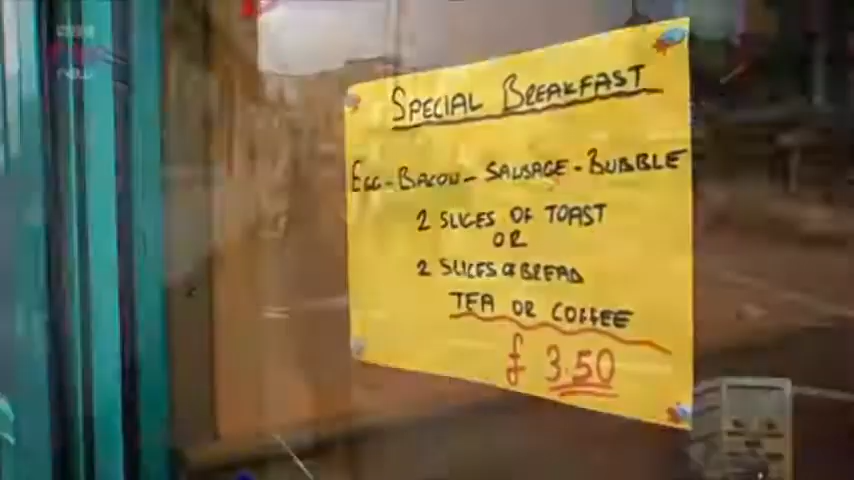 SPECIAL BREAKFAST
EGG - BACON - SAUSAGE - BUBBLE
2 SLICES OF TOAST
OR
2 SLICES OF BREAD
TEA OR COFFEE
£ 3.50